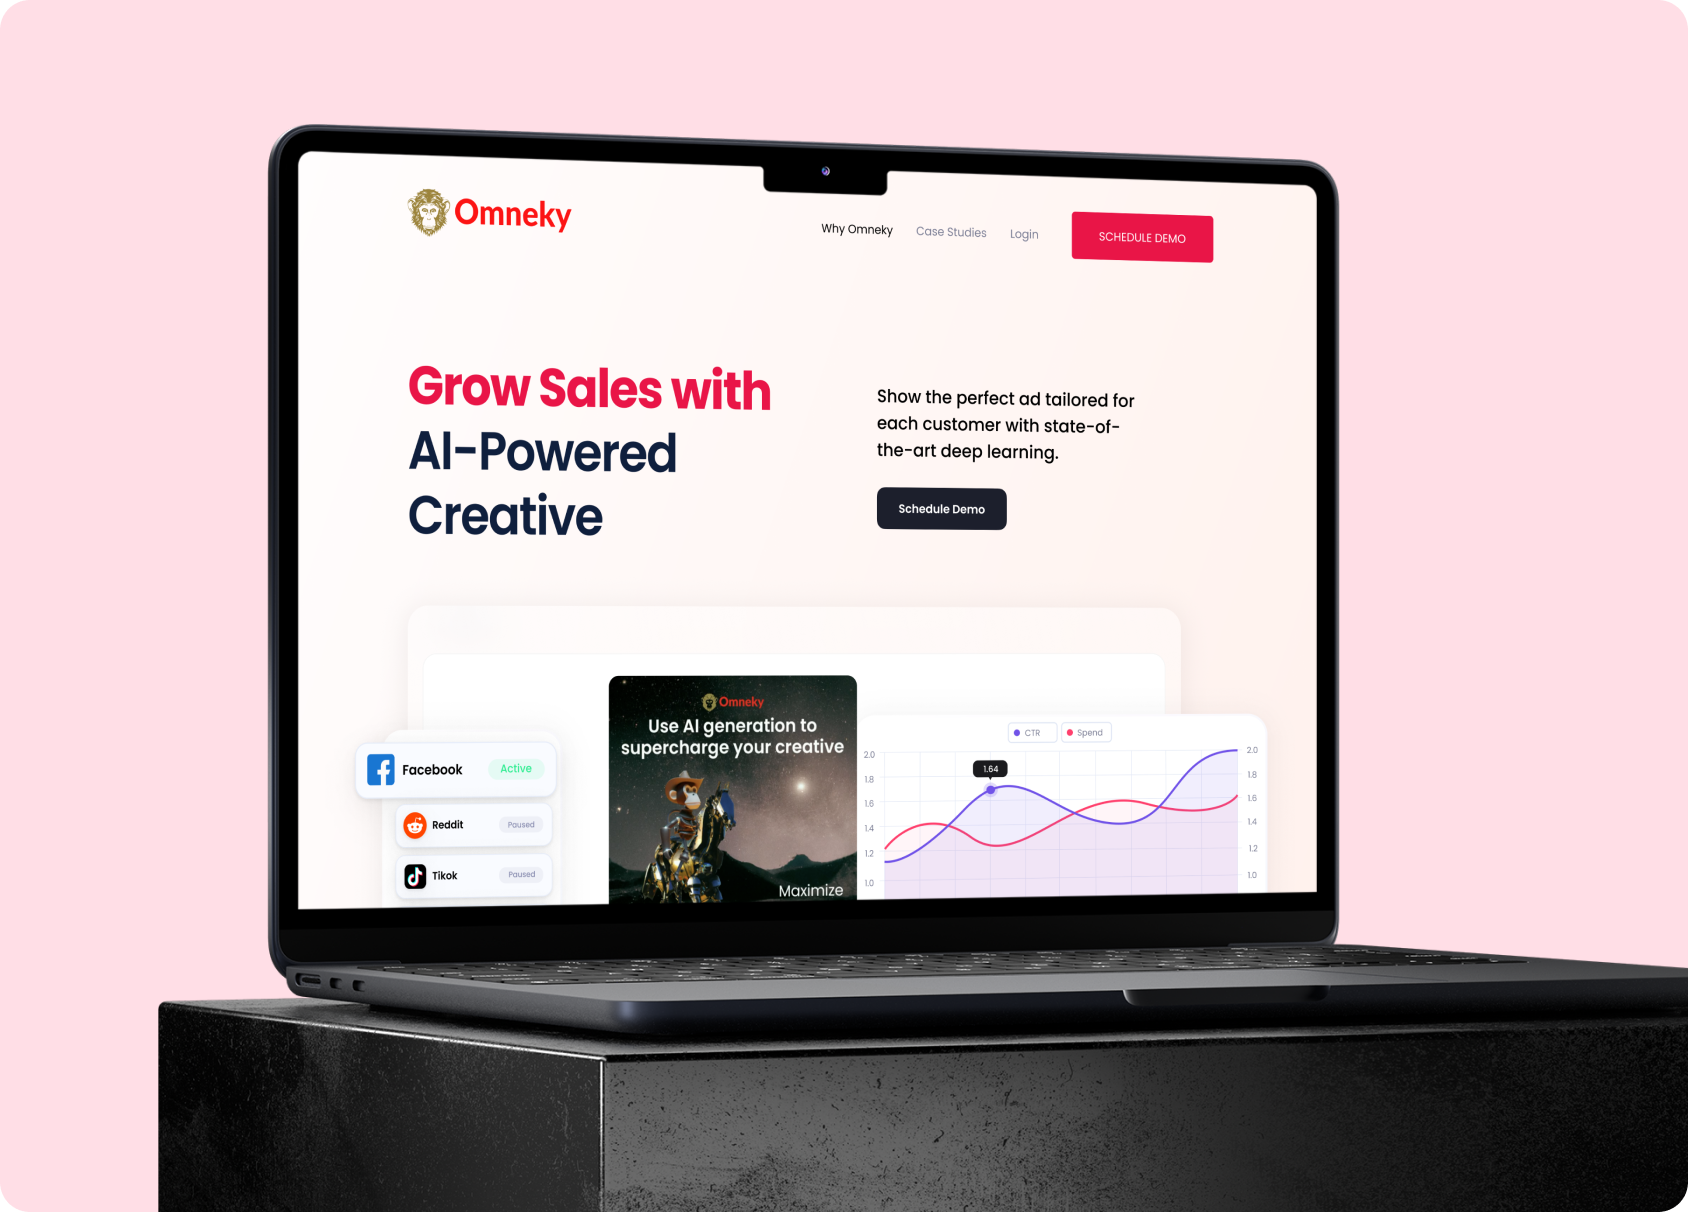 Omneky
Why Omneky
Case Studies
Login
SCHEDULE DEMO
Grow Sales with
AI-Powered
Creative
Show the perfect ad tailored for
each customer with state-of-
the-art deep learning.
Schedule Demo
Facebook
Active
Reddit
Paused
Tikok
Paused
Omneky
Use AI generation to
supercharge your creative
Maximize
CTR
Spend
1.64
2.0
1.8
1.6
1.4
1.2
1.0
2.0
1.8
1.6
1.4
1.2
1.0